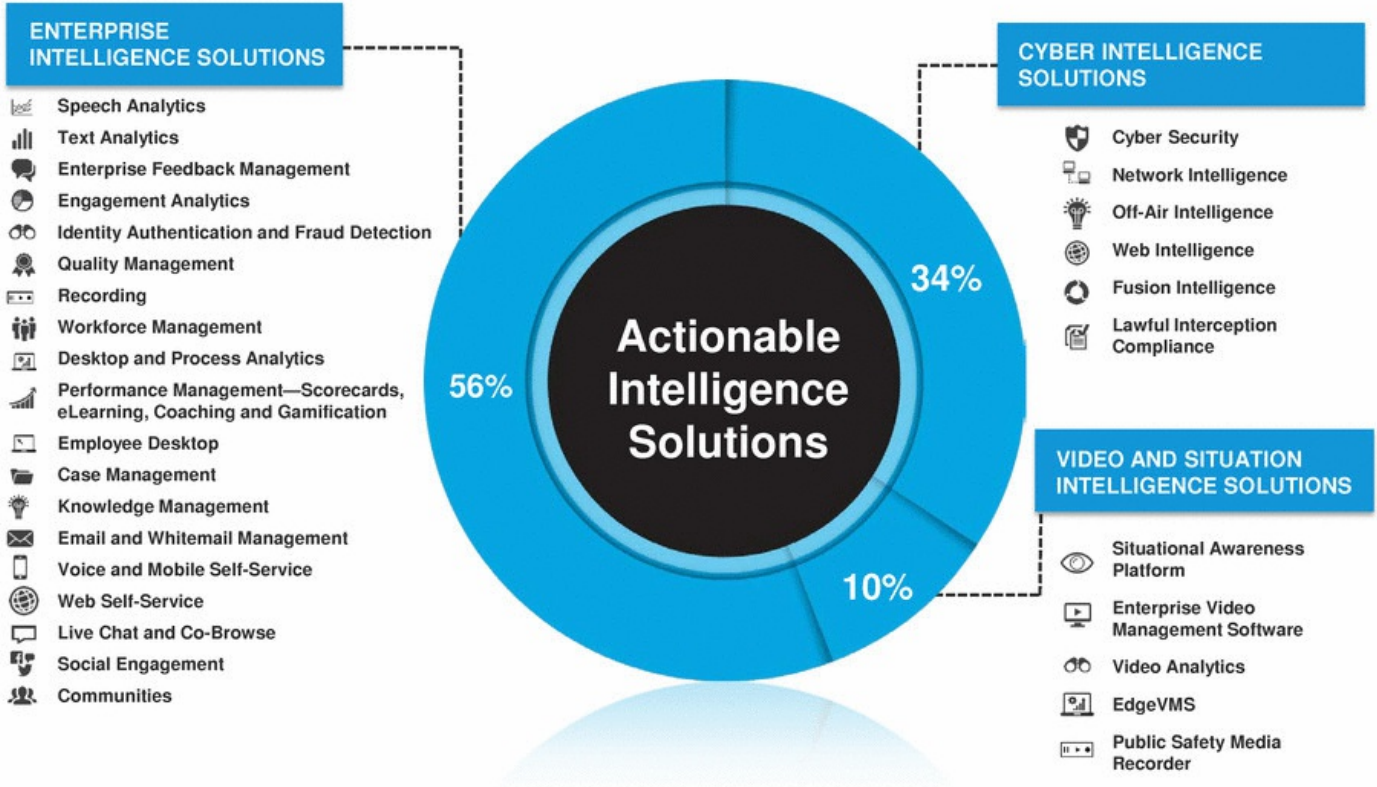 ENTERPRISE
INTELLIGENCE SOLUTIONS
Speech Analytics
Text Analytics
Enterprise Feedback Management
Engagement Analytics
Identity Authentication and Fraud Detection
Quality Management
Recording
Workforce Management
Desktop and Process Analytics
Performance Management—Scorecards,
eLearning, Coaching and Gamification
Employee Desktop
Case Management
Knowledge Management
Email and Whitemail Management
Voice and Mobile Self-Service
Web Self-Service
Live Chat and Co-Browse
Social Engagement
Communities
56%
Actionable
Intelligence
Solutions
34%
10%
CYBER INTELLIGENCE
SOLUTIONS
Cyber Security
Network Intelligence
Off-Air Intelligence
Web Intelligence
Fusion Intelligence
Lawful Interception
Compliance
VIDEO AND SITUATION
INTELLIGENCE SOLUTIONS
Situational Awareness
Platform
Enterprise Video
Management Software
Video Analytics
EdgeVMS
Public Safety Media
Recorder